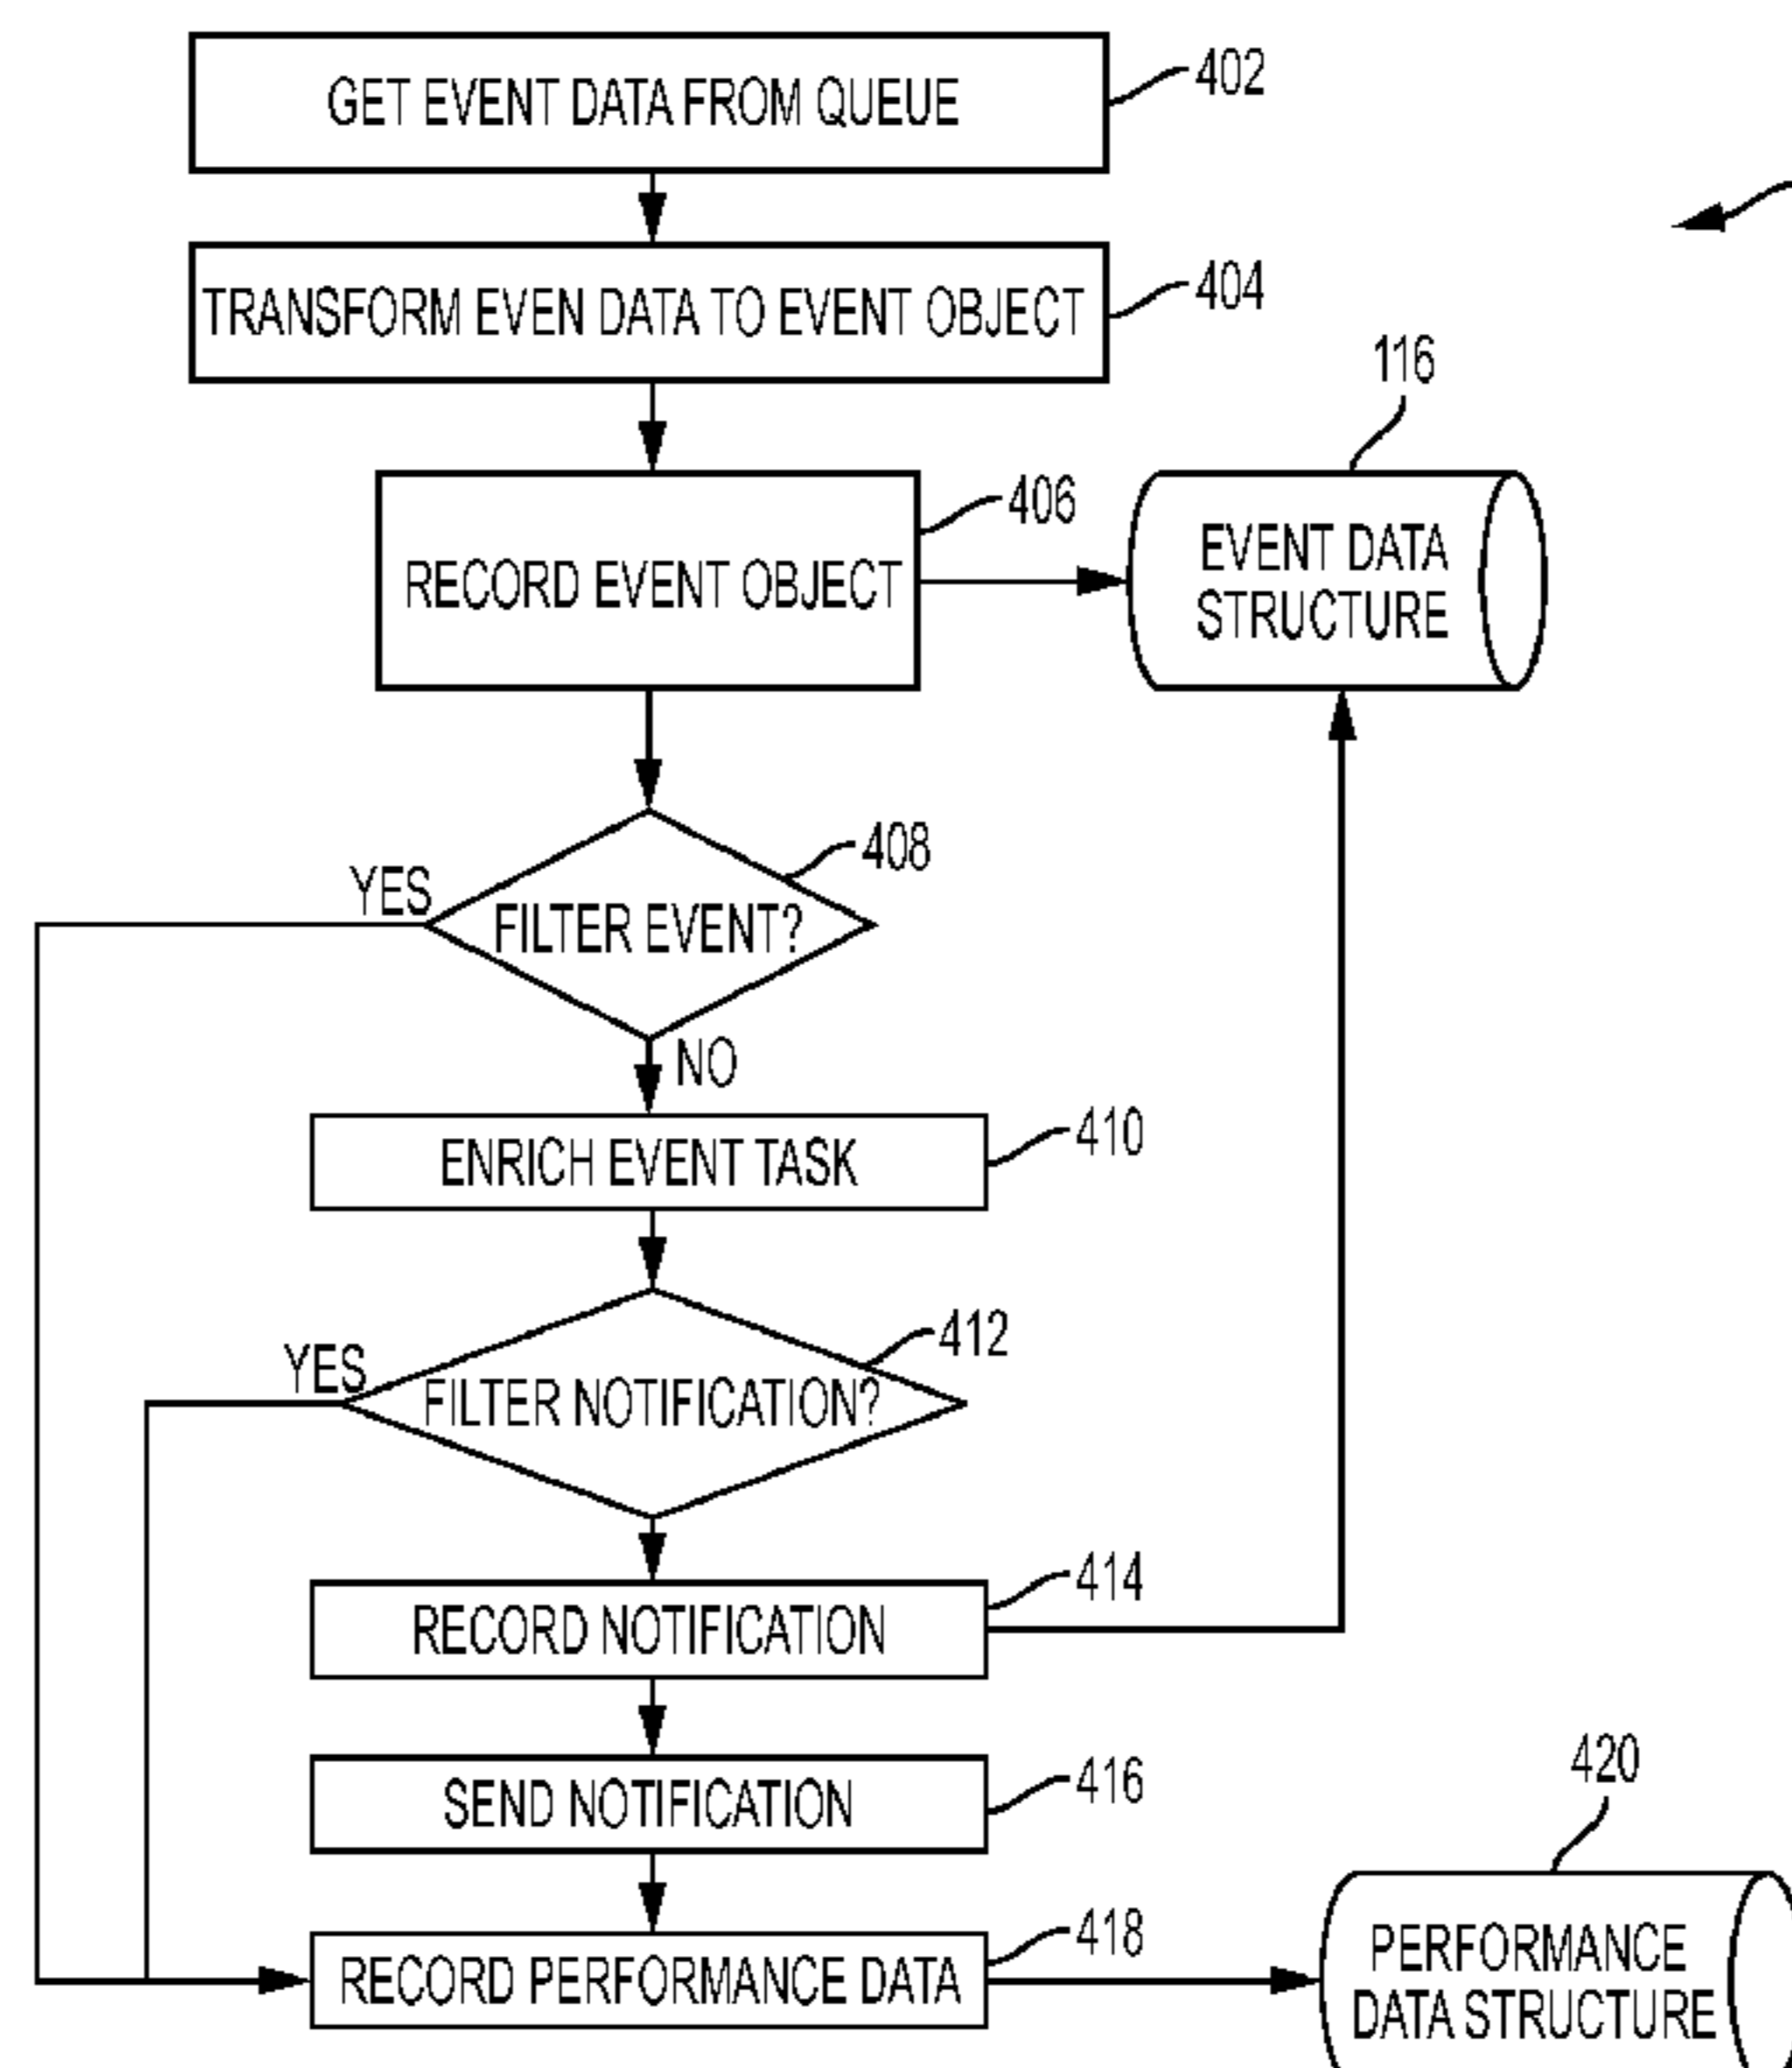 GET EVENT DATA FROM QUEUE
402
TRANSFORM EVEN DATA TO EVENT OBJECT
404
116
406
RECORD EVENT OBJECT
EVENT DATA
STRUCTURE
408
YES
FILTER EVENT?
NO
410
ENRICH EVENT TASK
412
YES
FILTER NOTIFICATION?
414
RECORD NOTIFICATION
416
SEND NOTIFICATION
420
418
RECORD PERFORMANCE DATA
PERFORMANCE
DATA STRUCTURE